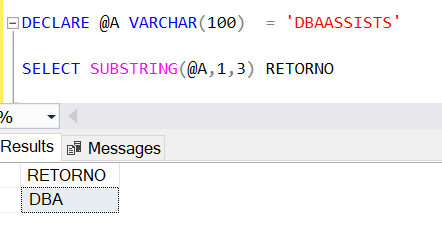 DECLARE @A VARCHAR(100)  = 'DBAASSISTS'
SELECT SUBSTRING(@A,1,3) RETORNO
%
Results Messages
RETORNO
DBA